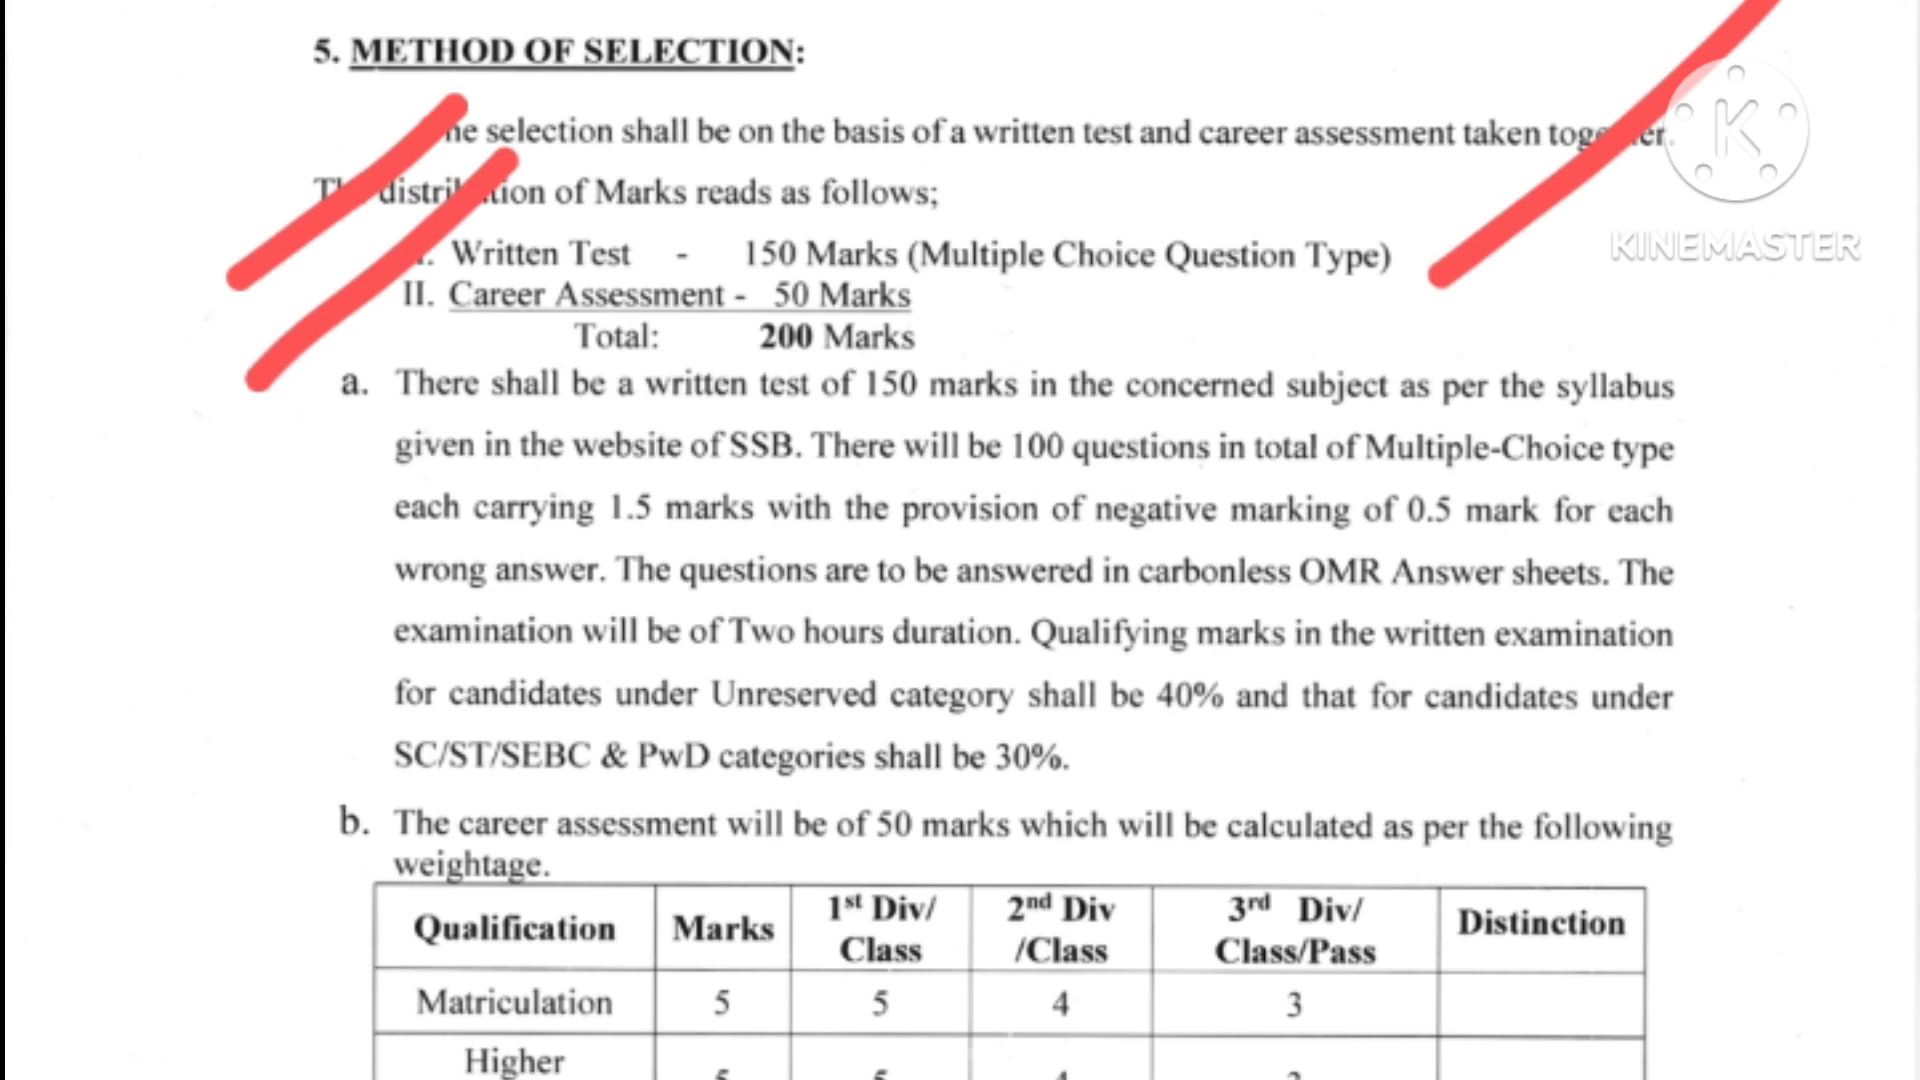 5. METHOD OF SELECTION:
selection shall be on the basis of a written test and career assessment taken
of Marks reads as follows;
Written Test - 150 Marks (Multiple Choice Question Type)
II. Career Assessment - 50 Marks
Total: 200 Marks
a. There shall be a written test of 150 marks in the concerned subject as per the syllabus
given in the website of SSB. There will be 100 questions in total of Multiple-Choice type
each carrying 1.5 marks with the provision of negative marking of 0.5 mark for each
wrong answer. The questions are to be answered in carbonless OMR Answer sheets. The
examination will be of Two hours duration. Qualifying marks in the written examination
for candidates under Unreserved category shall be 40% and that for candidates under
SC/ST/SEBC & PwD categories shall be 30%.
b. The career assessment will be of 50 marks which will be calculated as per the following
weightage.
Qualification Marks 1st Div/ Class 2nd Div /Class 3rd Div/ Class/Pass Distinction
Matriculation 5 5 4 3
Higher
K
KINEMASTER